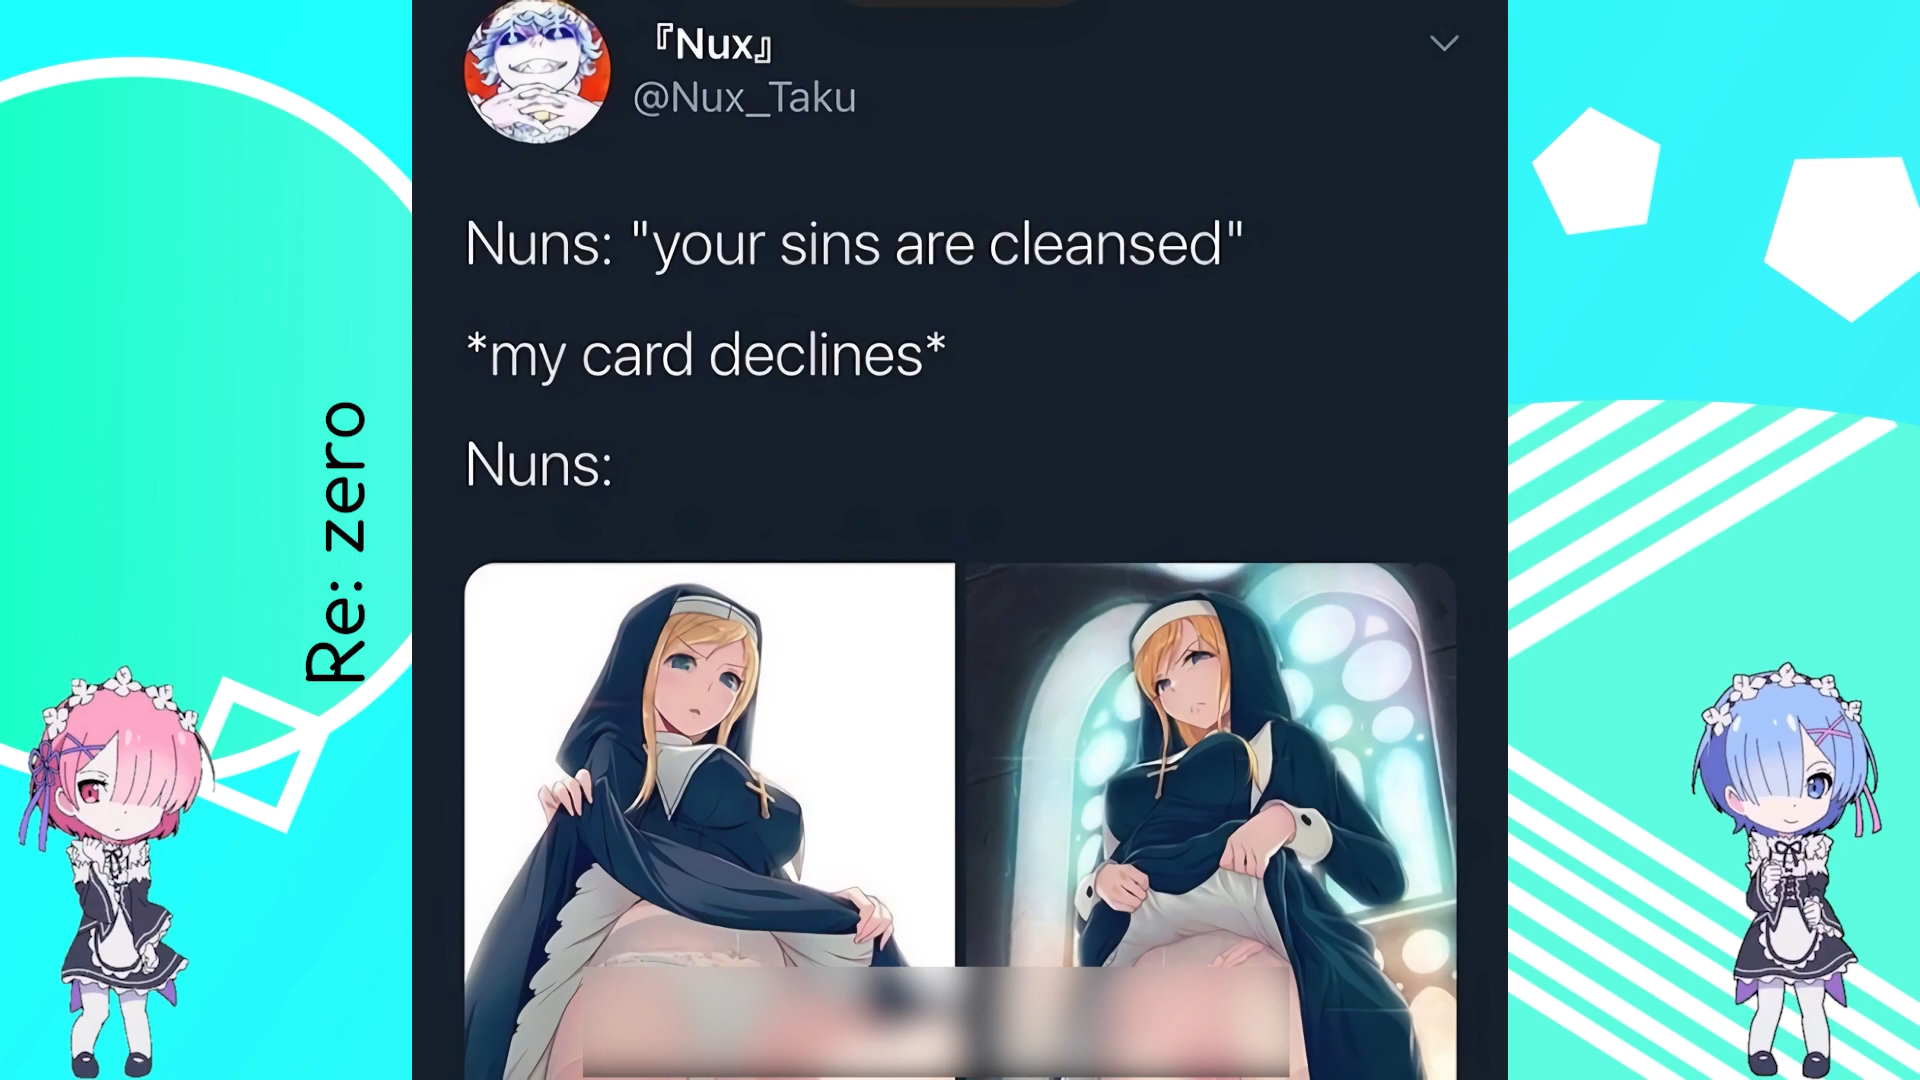 『Nux』
@Nux_Taku
Nuns: "your sins are cleansed"
*my card declines*
Nuns:
Re: zero